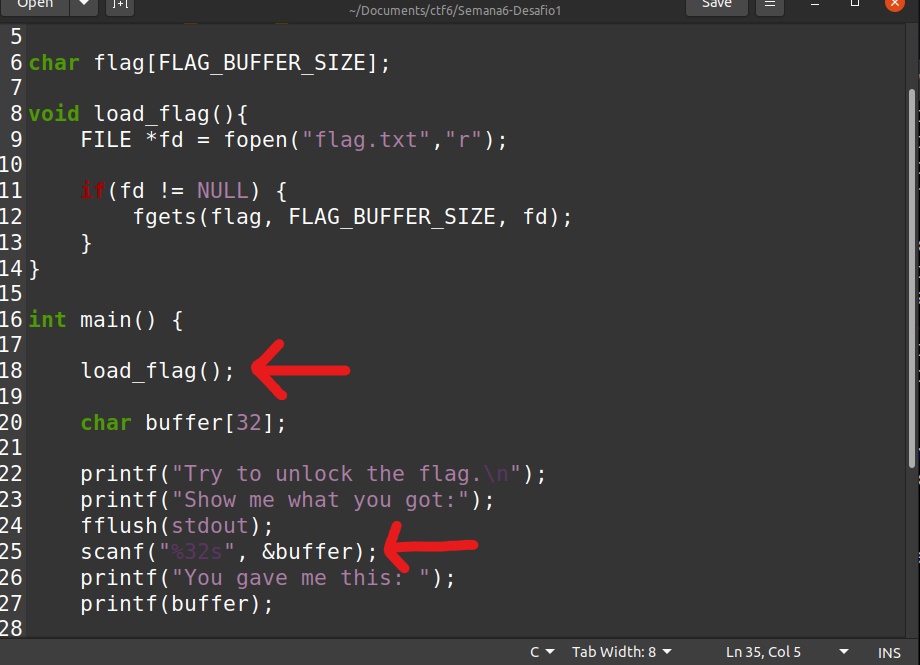 Open
~/Documents/ctf6/Semana6-Desafio1
Save
5
6 char flag[FLAG_BUFFER_SIZE];
7
8 void load_flag(){
9     FILE *fd = fopen("flag.txt","r");
10
11     if(fd != NULL) {
12         fgets(flag, FLAG_BUFFER_SIZE, fd);
13     }
14 }
15
16 int main() {
17
18     load_flag();
19
20     char buffer[32];
21
22     printf("Try to unlock the flag.\n");
23     printf("Show me what you got:");
24     fflush(stdout);
25     scanf("%32s", &buffer);
26     printf("You gave me this: ");
27     printf(buffer);
28
C Tab Width: 8 Ln 35, Col 5 INS